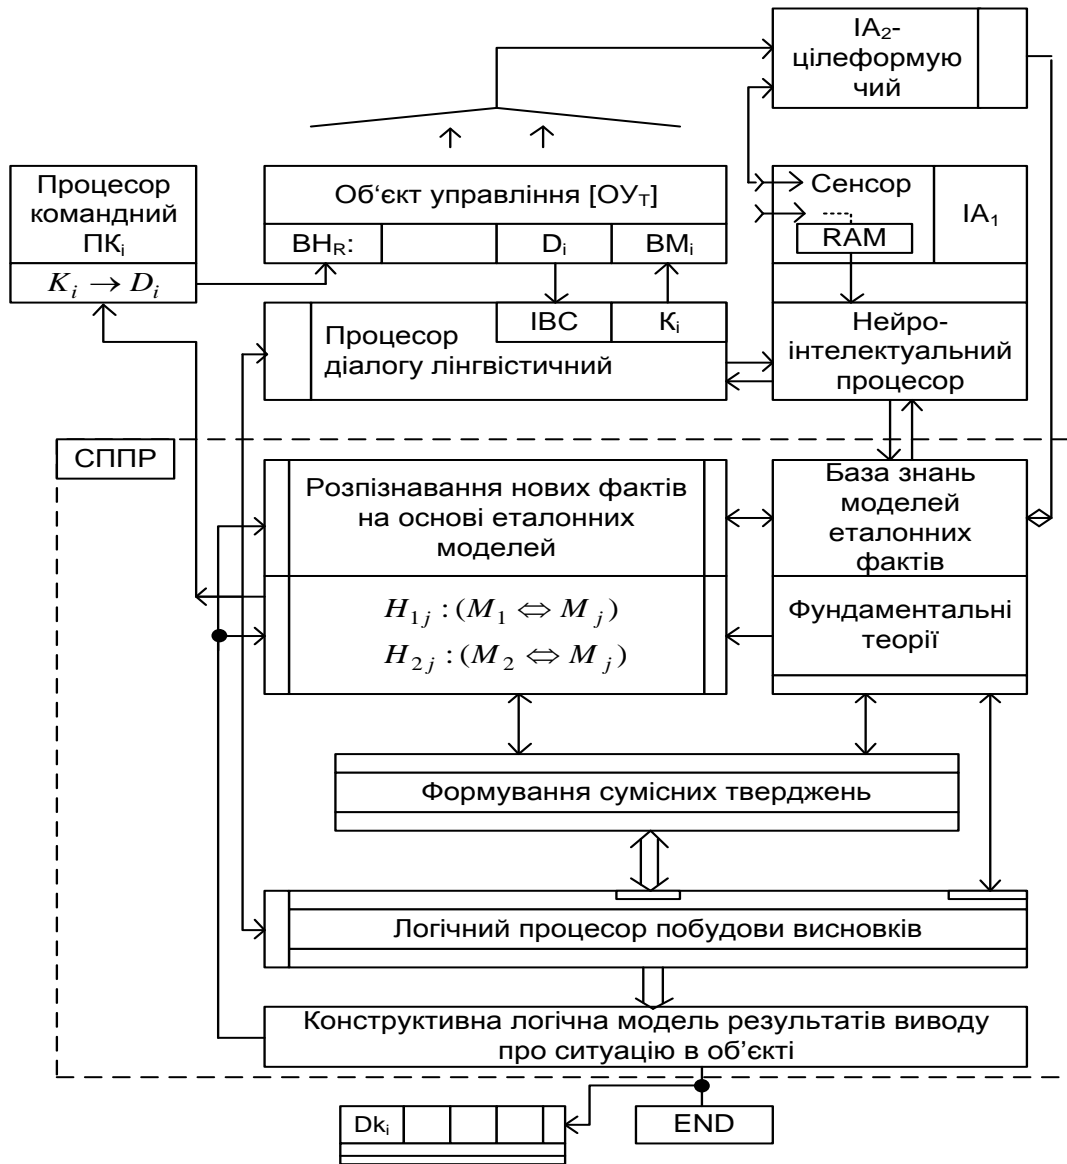 IA₂-
цілеформую
чий
Процесор
командний
ПКᵢ
Kᵢ → Dᵢ
Об‘єкт управління [ОУ_Т]
ВН_R:
Dᵢ
ВМᵢ
Сенсор
RAM
IA₁
ІВС
Кᵢ
Процесор
діалогу лінгвістичний
Нейро-
інтелектуальний
процесор
СППР
Розпізнавання нових фактів
на основі еталонних
моделей
H₁ⱼ : (M₁ ⇔ Mⱼ)
H₂ⱼ : (M₂ ⇔ Mⱼ)
База знань
моделей
еталонних
фактів
Фундаментальні
теорії
Формування сумісних тверджень
Логічний процесор побудови висновків
Конструктивна логічна модель результатів виводу
про ситуацію в об’єкті
Dkᵢ
END